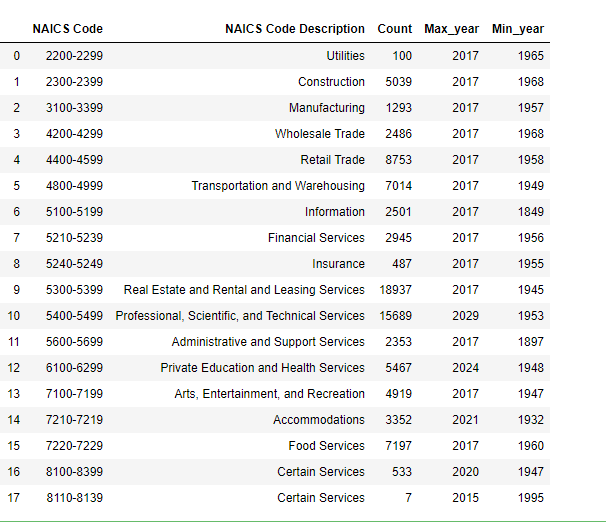 NAICS Code NAICS Code Description Count Max_year Min_year
0 2200-2299 Utilities 100 2017 1965
1 2300-2399 Construction 5039 2017 1968
2 3100-3399 Manufacturing 1293 2017 1957
3 4200-4299 Wholesale Trade 2486 2017 1968
4 4400-4599 Retail Trade 8753 2017 1958
5 4800-4999 Transportation and Warehousing 7014 2017 1949
6 5100-5199 Information 2501 2017 1849
7 5210-5239 Financial Services 2945 2017 1956
8 5240-5249 Insurance 487 2017 1955
9 5300-5399 Real Estate and Rental and Leasing Services 18937 2017 1945
10 5400-5499 Professional, Scientific, and Technical Services 15689 2029 1953
11 5600-5699 Administrative and Support Services 2353 2017 1897
12 6100-6299 Private Education and Health Services 5467 2024 1948
13 7100-7199 Arts, Entertainment, and Recreation 4919 2017 1947
14 7210-7219 Accommodations 3352 2021 1932
15 7220-7229 Food Services 7197 2017 1960
16 8100-8399 Certain Services 533 2020 1947
17 8110-8139 Certain Services 7 2015 1995